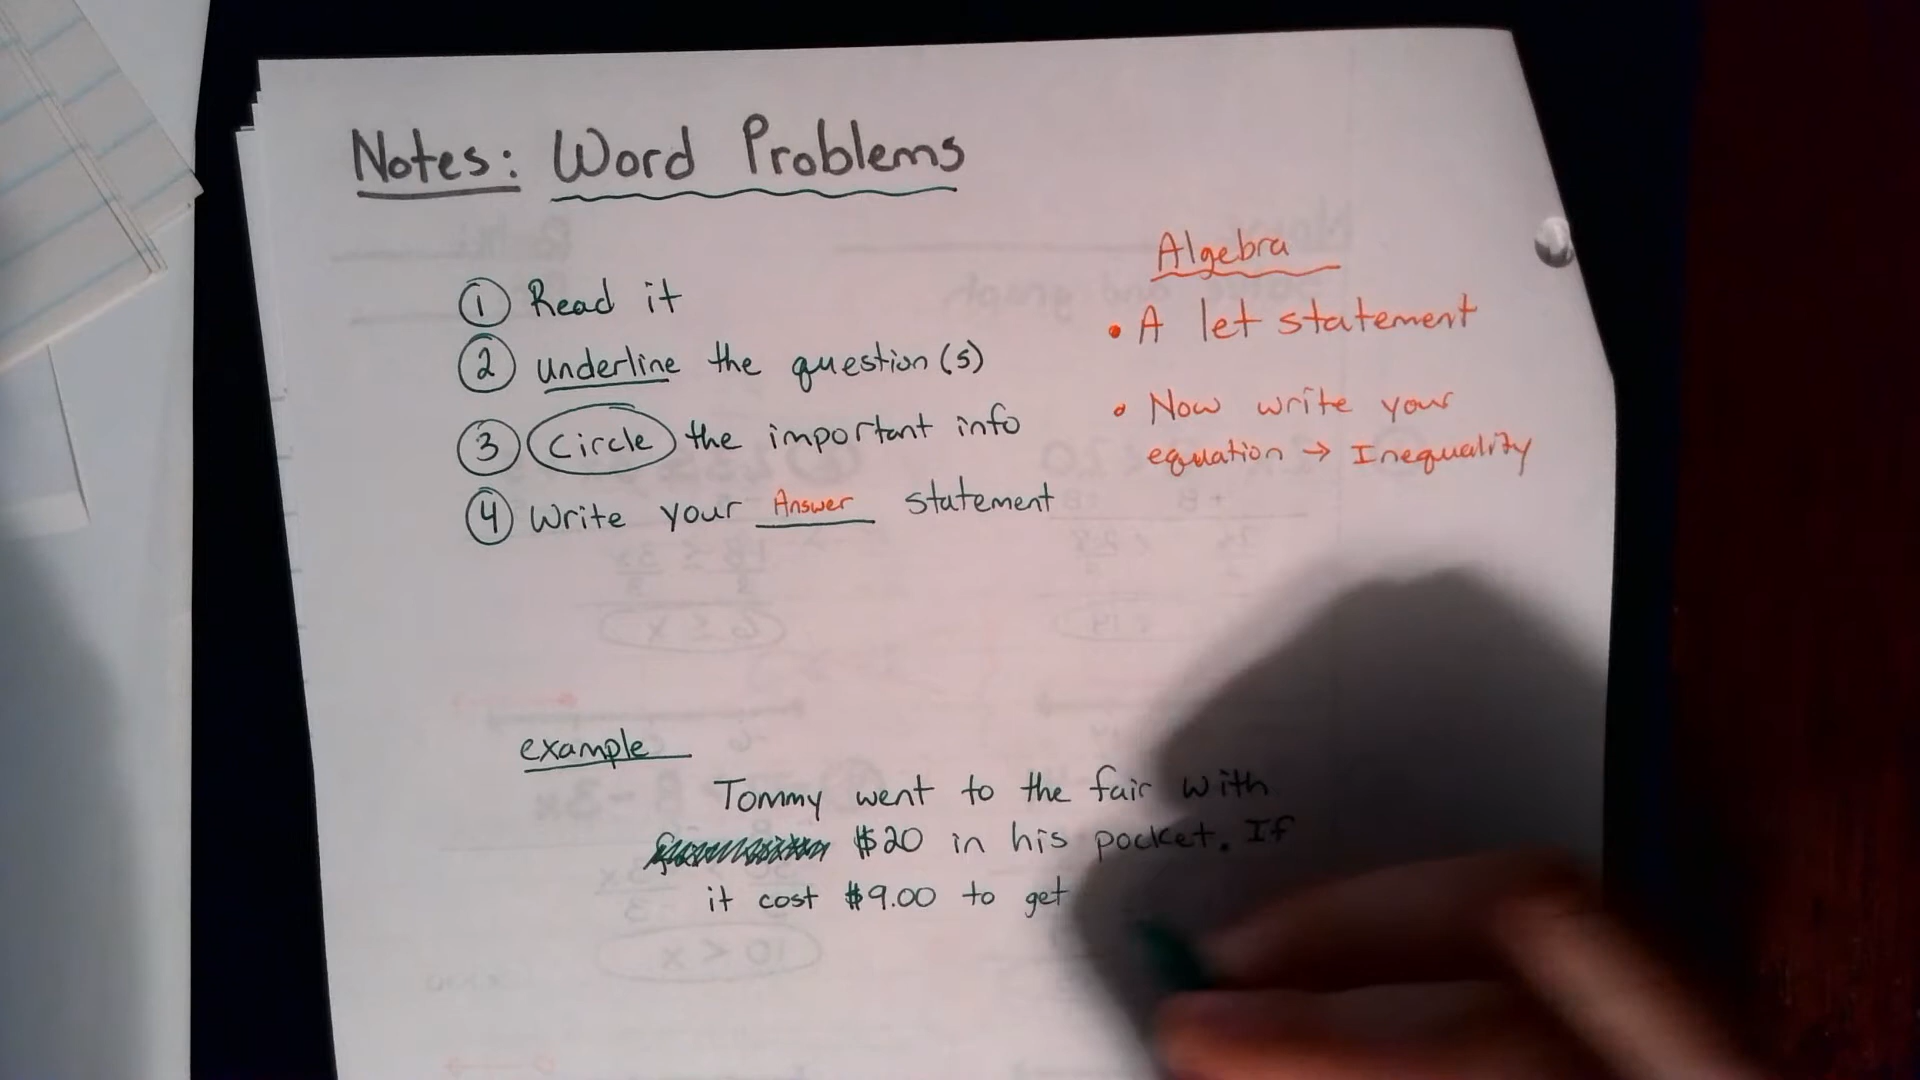 Notes: Word Problems
① Read it
② underline the question(s)
③ Circle the important info
④ Write your Answer statement
Algebra
• A let statement
• Now write your
equation → Inequality
example
Tommy went to the fair with
$20 in his pocket. If
it cost $9.00 to get